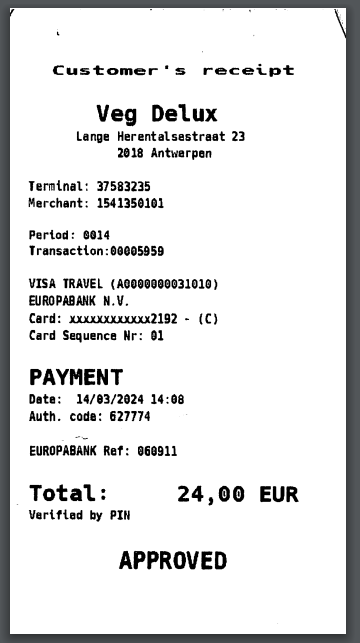 Customer's receipt
Veg Delux
Lange Herentalsestraat 23
2018 Antwerpen
Terminal: 37583235
Merchant: 1541350101
Period: 0014
Transaction:00005959
VISA TRAVEL (A0000000031010)
EUROPABANK N.V.
Card: xxxxxxxxxxxx2192 - (C)
Card Sequence Nr: 01
PAYMENT
Date: 14/03/2024 14:08
Auth. code: 627774
EUROPABANK Ref: 060911
Total: 24,00 EUR
Verified by PIN
APPROVED